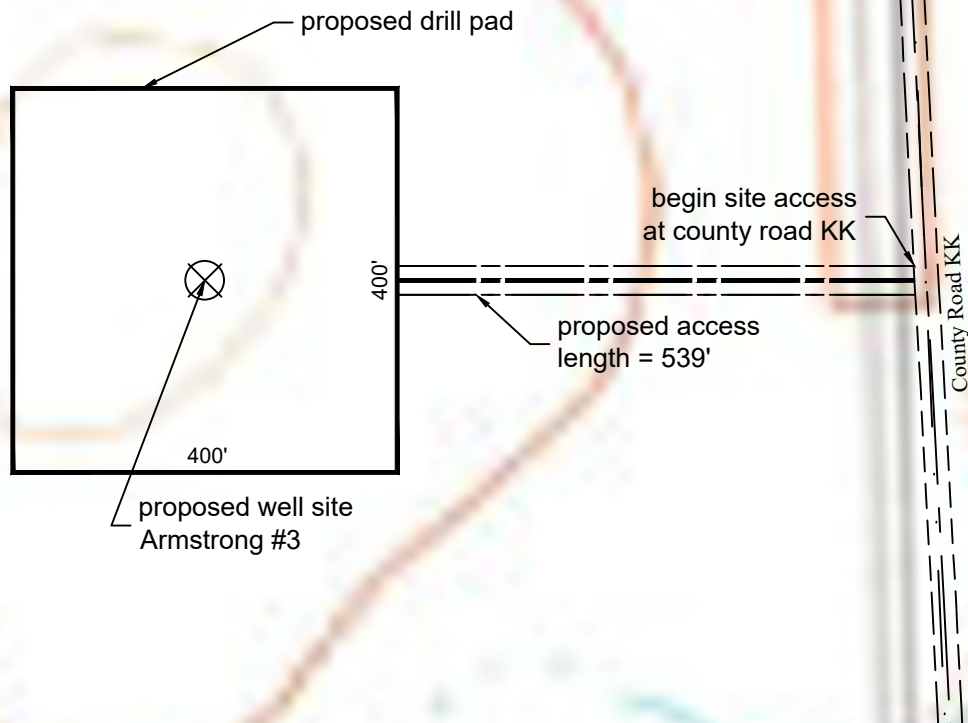 proposed drill pad
begin site access
at county road KK
400'
County Road KK
proposed access
length = 539'
400'
proposed well site
Armstrong #3